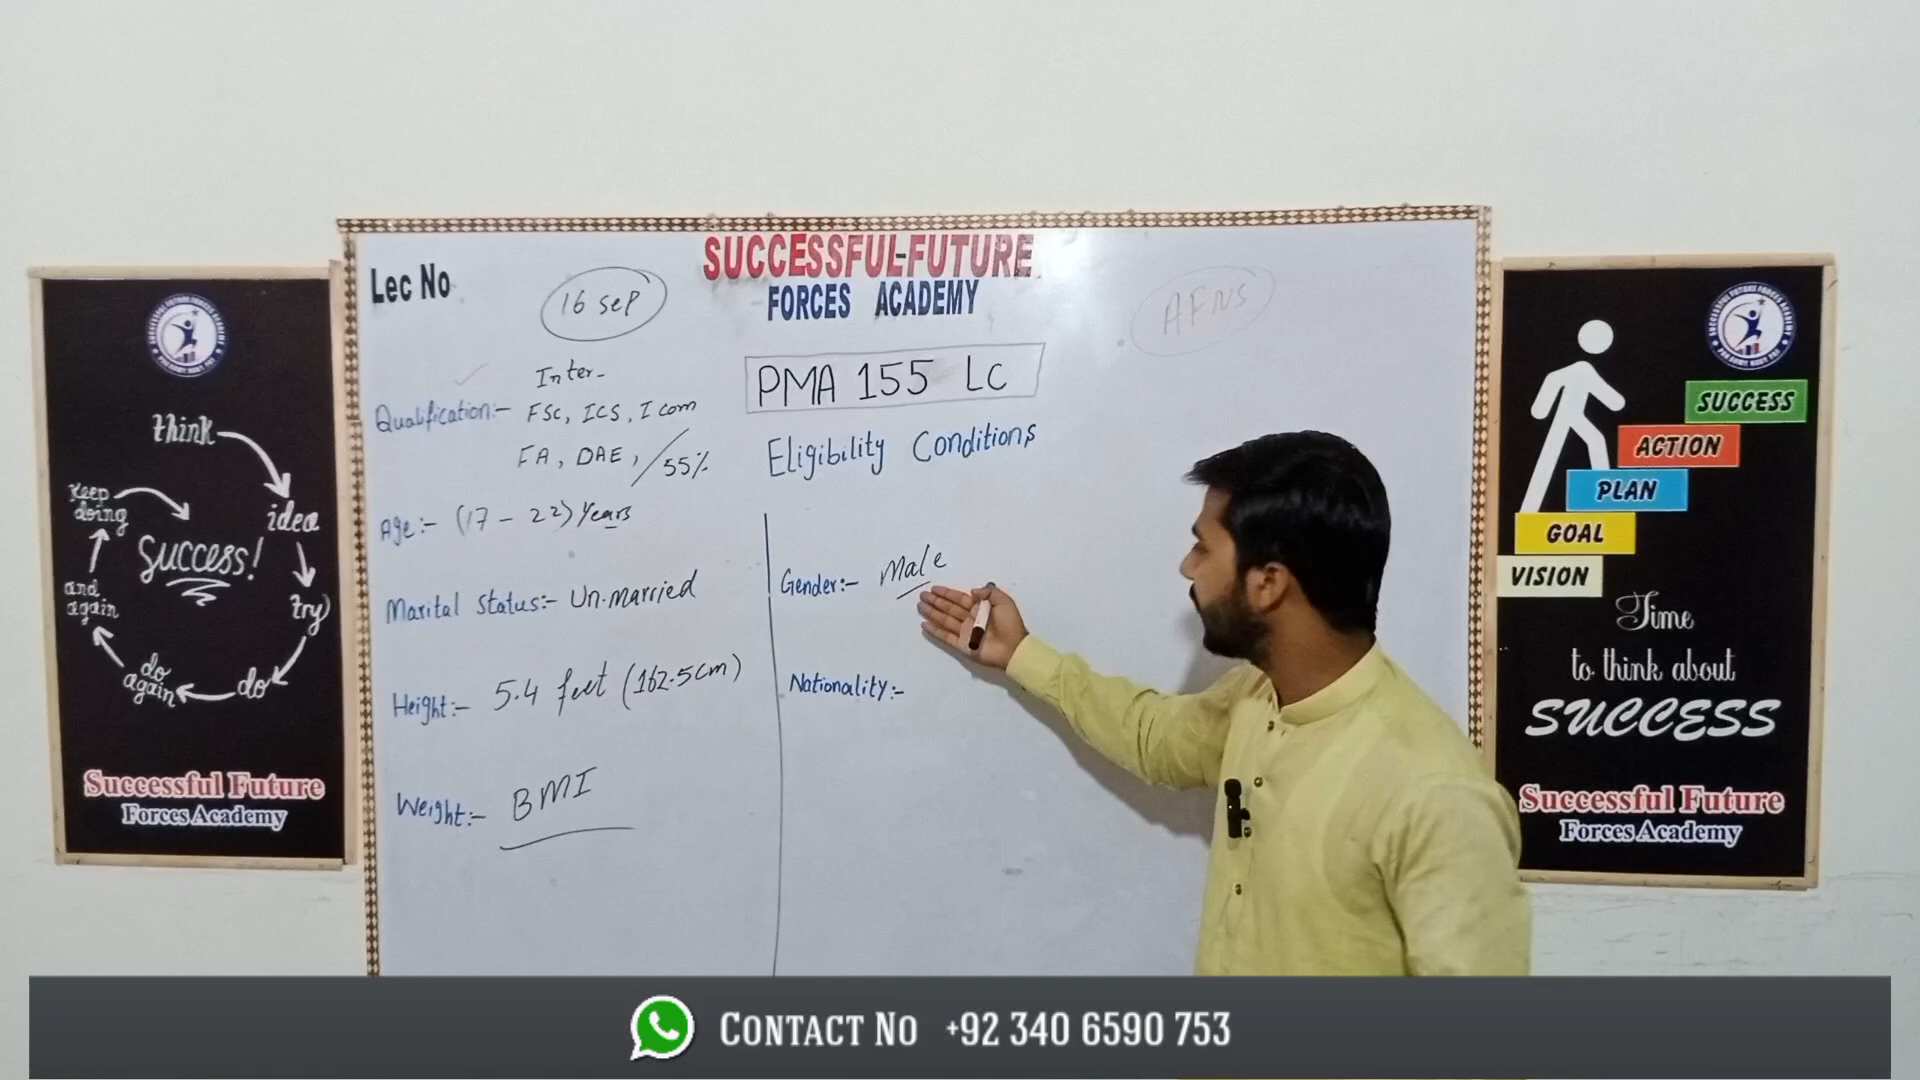 SUCCESSFUL-FUTURE
FORCES ACADEMY
Lec No
16 Sep
AFNS
PMA 155 LC
Eligibility Conditions
Inter-
Qualification:- FSc, ICS, I com
FA, DAE, / 55%
Age:- (17 - 22) Years
Marital Status:- Un-married
Height:- 5.4 feet (162.5cm)
Weight:- BMI
Gender:- Male
Nationality:-
think
idea
try
do
do again
and again
Keep doing
SUCCESS!
Successful Future
Forces Academy
SUCCESS
ACTION
PLAN
GOAL
VISION
Time
to think about
SUCCESS
Successful Future
Forces Academy
CONTACT NO +92 340 6590 753